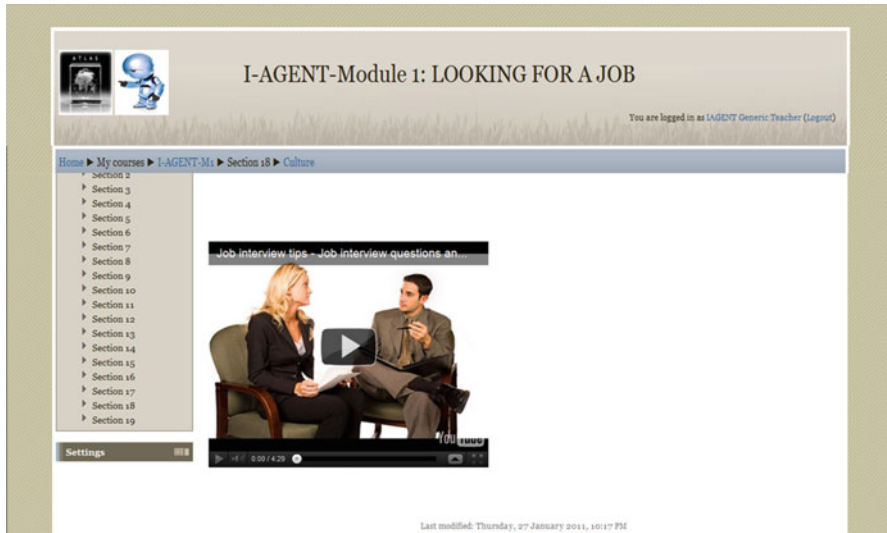 ATLAS
I-AGENT-Module 1: LOOKING FOR A JOB
You are logged in as IAGENT Generic Teacher (Logout)
Home ▶ My courses ▶ I-AGENT-M1 ▶ Section 18 ▶ Culture
Section 2
Section 3
Section 4
Section 5
Section 6
Section 7
Section 8
Section 9
Section 10
Section 11
Section 12
Section 13
Section 14
Section 15
Section 16
Section 17
Section 18
Section 19
Settings
Job interview tips - Job interview questions an...
YouTube
0:00 / 4:29
Last modified: Thursday, 27 January 2011, 10:17 PM